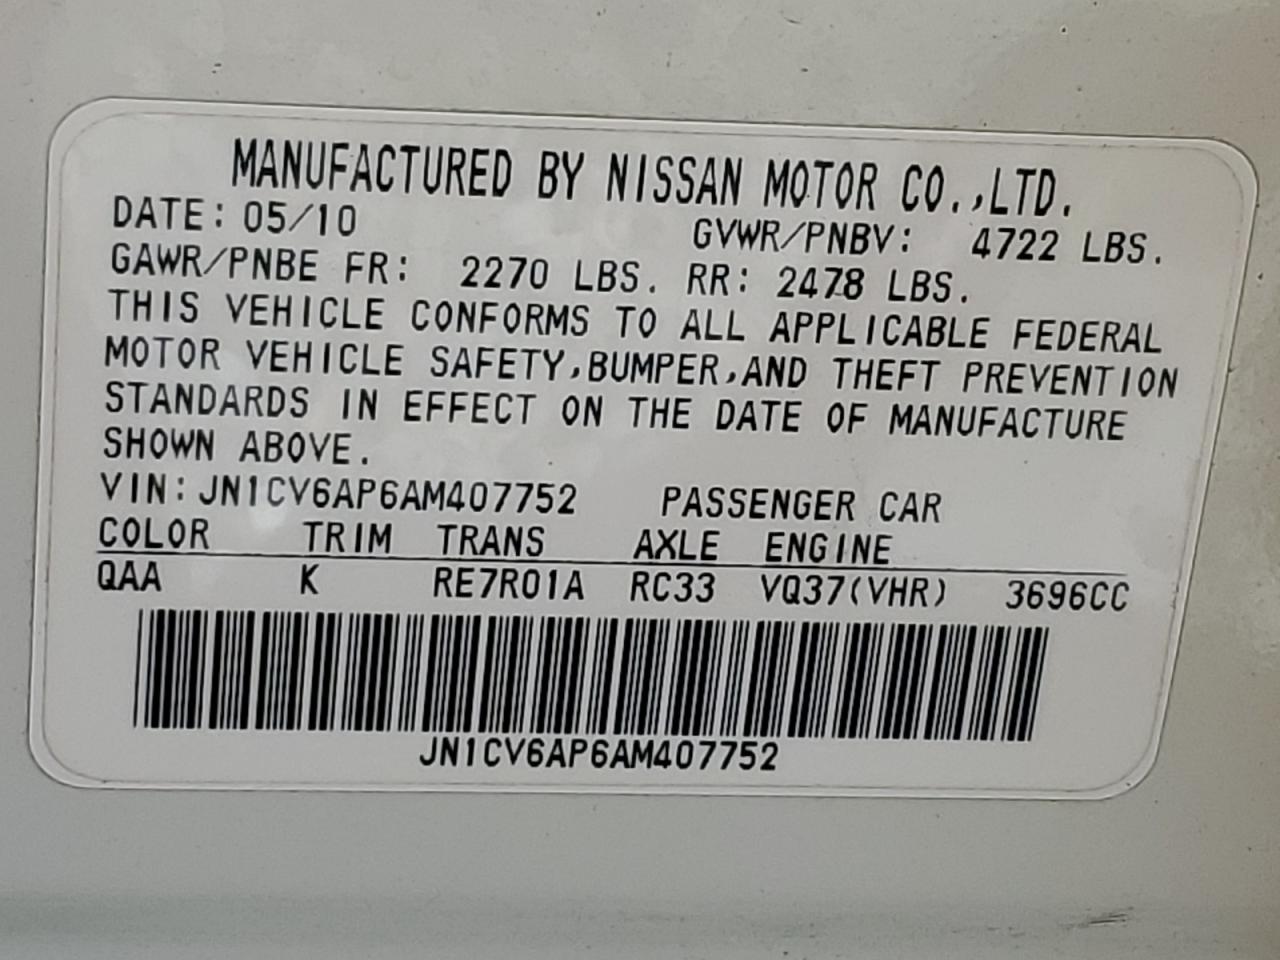 MANUFACTURED BY NISSAN MOTOR CO.,LTD.
DATE: 05/10 GVWR/PNBV: 4722 LBS.
GAWR/PNBE FR: 2270 LBS. RR: 2478 LBS.
THIS VEHICLE CONFORMS TO ALL APPLICABLE FEDERAL
MOTOR VEHICLE SAFETY,BUMPER,AND THEFT PREVENTION
STANDARDS IN EFFECT ON THE DATE OF MANUFACTURE
SHOWN ABOVE.
VIN: JN1CV6AP6AM407752 PASSENGER CAR
COLOR TRIM TRANS AXLE ENGINE
QAA K RE7R01A RC33 VQ37(VHR) 3696CC
JN1CV6AP6AM407752